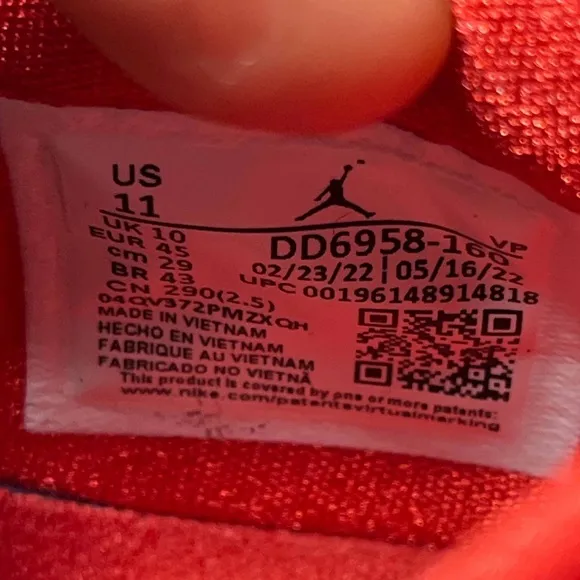 US
11
UK 10
EUR 45
cm 29
BR 43
CN 290(2.5)
DD6958-160 VP
02/23/22 | 05/16/22
UPC 00196148914818
04QV372PMZXQH
MADE IN VIETNAM
HECHO EN VIETNAM
FABRIQUE AU VIETNAM
FABRICADO NO VIETNÃ
This product is covered by one or more patents:
www.nike.com/patentsvirtualmarking